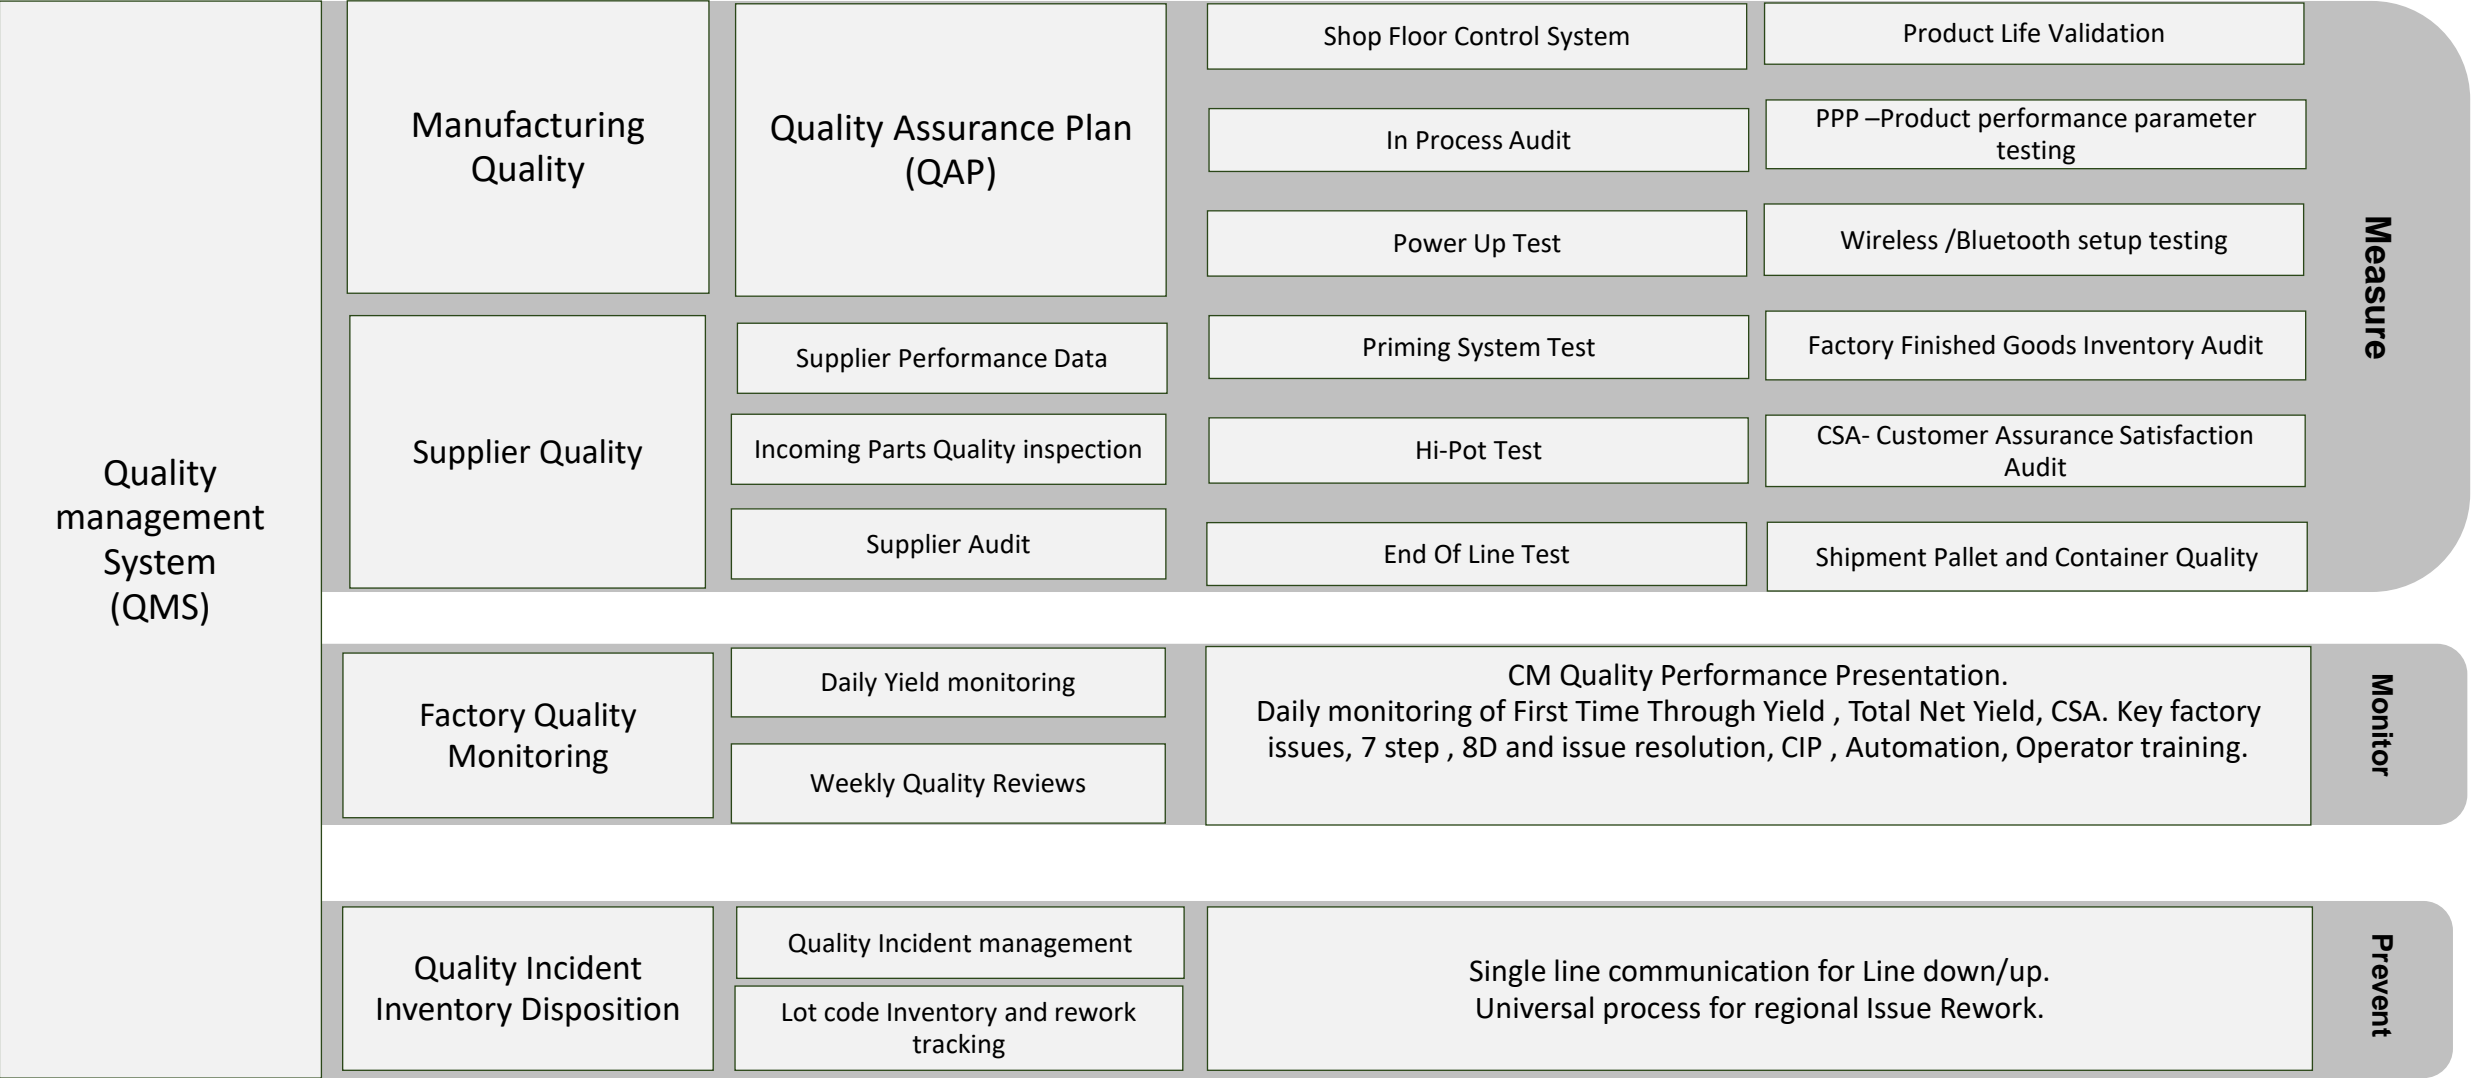 Quality
management
System
(QMS)
Manufacturing
Quality
Quality Assurance Plan
(QAP)
Supplier Quality
Supplier Performance Data
Incoming Parts Quality inspection
Supplier Audit
Shop Floor Control System
In Process Audit
Power Up Test
Priming System Test
Hi-Pot Test
End Of Line Test
Product Life Validation
PPP –Product performance parameter
testing
Wireless /Bluetooth setup testing
Factory Finished Goods Inventory Audit
CSA- Customer Assurance Satisfaction
Audit
Shipment Pallet and Container Quality
Measure
Factory Quality
Monitoring
Daily Yield monitoring
Weekly Quality Reviews
CM Quality Performance Presentation.
Daily monitoring of First Time Through Yield , Total Net Yield, CSA. Key factory
issues, 7 step , 8D and issue resolution, CIP , Automation, Operator training.
Monitor
Quality Incident
Inventory Disposition
Quality Incident management
Lot code Inventory and rework
tracking
Single line communication for Line down/up.
Universal process for regional Issue Rework.
Prevent